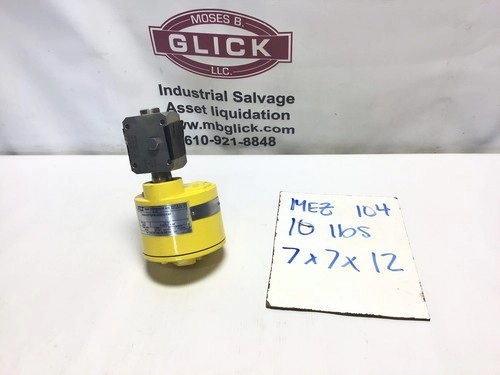 MOSES B.
GLICK
LLC.
Industrial Salvage
Asset liquidation
www.mbglick.com
610-921-8848
MEZ 104
10 lbs
7x7x12